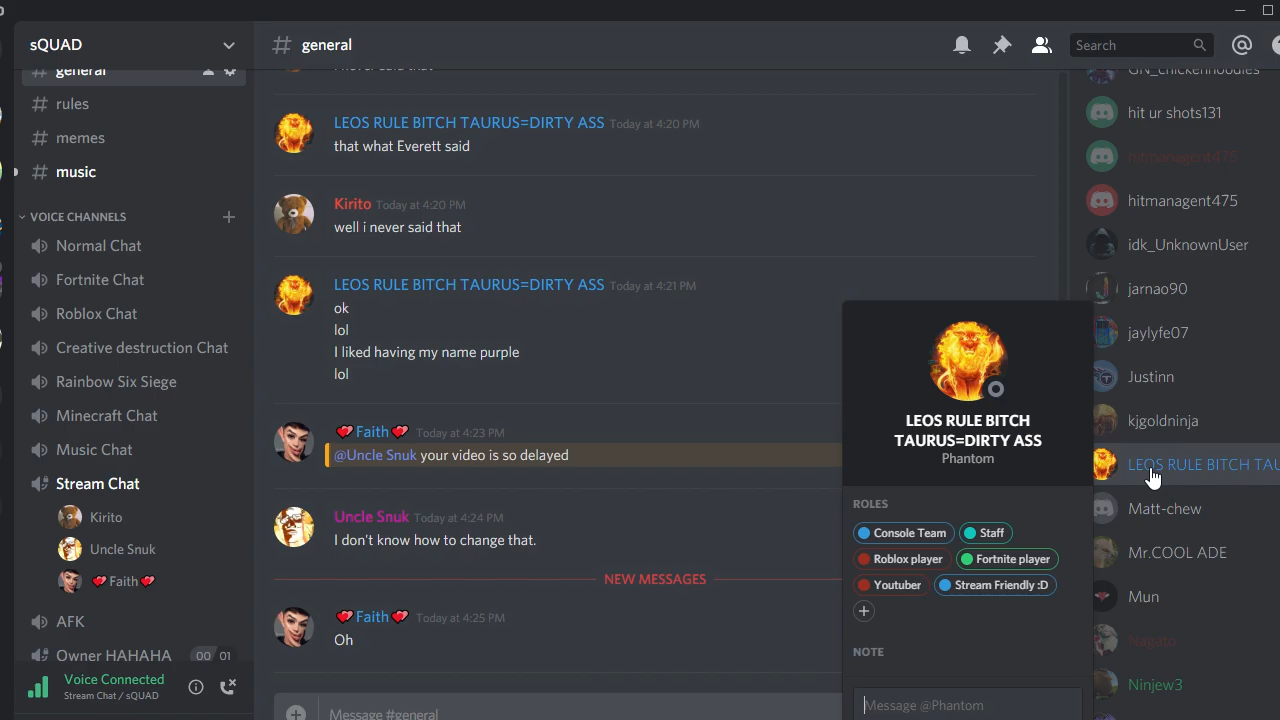 sQUAD
general
Search
general
rules
memes
music
VOICE CHANNELS
Normal Chat
Fortnite Chat
Roblox Chat
Creative destruction Chat
Rainbow Six Siege
Minecraft Chat
Music Chat
Stream Chat
Kirito
Uncle Snuk
❤️Faith❤️
AFK
Owner HAHAHA 00 01
Voice Connected
Stream Chat / sQUAD
LEOS RULE BITCH TAURUS=DIRTY ASS Today at 4:20 PM
that what Everett said
Kirito Today at 4:20 PM
well i never said that
LEOS RULE BITCH TAURUS=DIRTY ASS Today at 4:21 PM
ok
lol
I liked having my name purple
lol
❤️Faith❤️ Today at 4:23 PM
@Uncle Snuk your video is so delayed
Uncle Snuk Today at 4:24 PM
I don't know how to change that.
NEW MESSAGES
❤️Faith❤️ Today at 4:25 PM
Oh
Message #general
LEOS RULE BITCH
TAURUS=DIRTY ASS
Phantom
ROLES
Console Team Staff
Roblox player Fortnite player
Youtuber Stream Friendly :D
NOTE
Message @Phantom
GN_chickennoodles
hit ur shots131
hitmanagent475
hitmanagent475
idk_UnknownUser
jarnao90
jaylyfe07
Justinn
kjgoldninja
LEOS RULE BITCH TAU
Matt-chew
Mr.COOL ADE
Mun
Nagato
Ninjew3